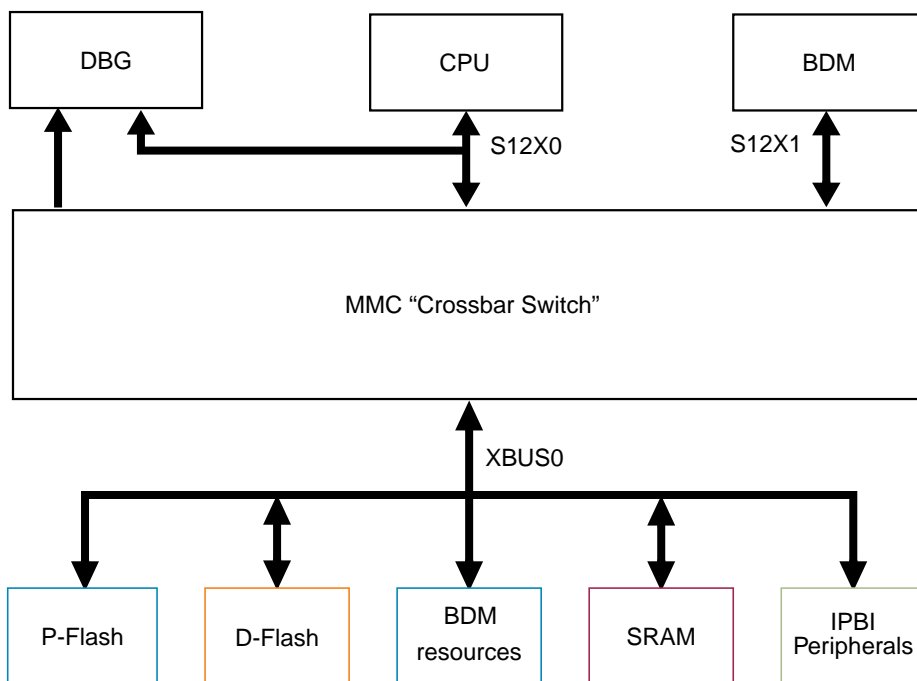 DBG
CPU
BDM
S12X0
S12X1
MMC “Crossbar Switch”
XBUS0
P-Flash
D-Flash
BDM
resources
SRAM
IPBI
Peripherals